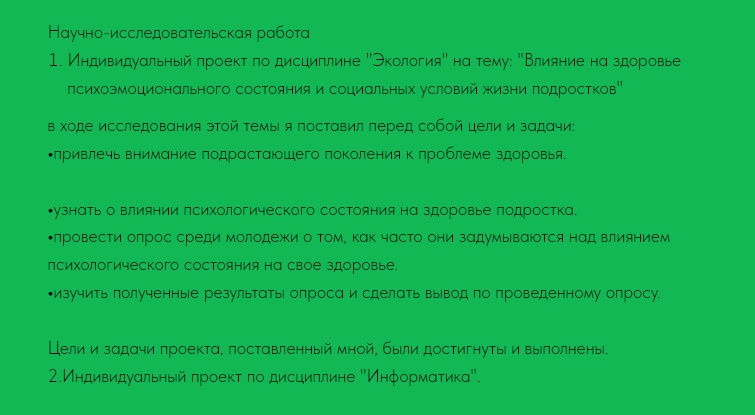 Научно-исследовательская работа
1. Индивидуальный проект по дисциплине "Экология" на тему: "Влияние на здоровье
психоэмоционального состояния и социальных условий жизни подростков"
в ходе исследования этой темы я поставил перед собой цели и задачи:
•привлечь внимание подрастающего поколения к проблеме здоровья.
•узнать о влиянии психологического состояния на здоровье подростка.
•провести опрос среди молодежи о том, как часто они задумываются над влиянием
психологического состояния на свое здоровье.
•изучить полученные результаты опроса и сделать вывод по проведенному опросу.
Цели и задачи проекта, поставленный мной, были достигнуты и выполнены.
2.Индивидуальный проект по дисциплине "Информатика".